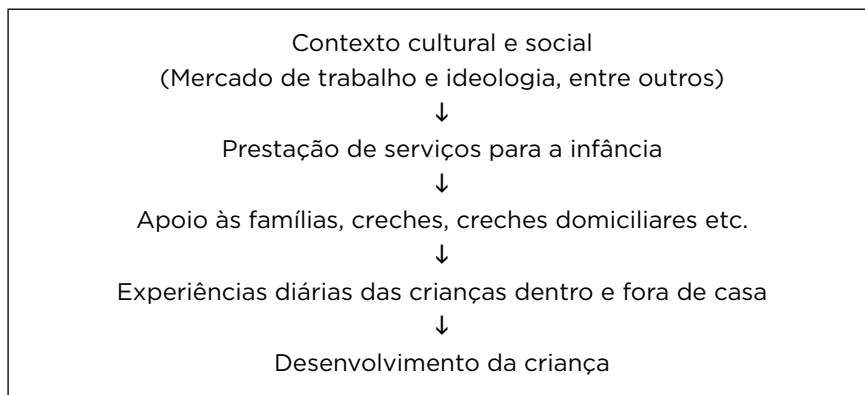 Contexto cultural e social
(Mercado de trabalho e ideologia, entre outros)
↓
Prestação de serviços para a infância
↓
Apoio às famílias, creches, creches domiciliares etc.
↓
Experiências diárias das crianças dentro e fora de casa
↓
Desenvolvimento da criança